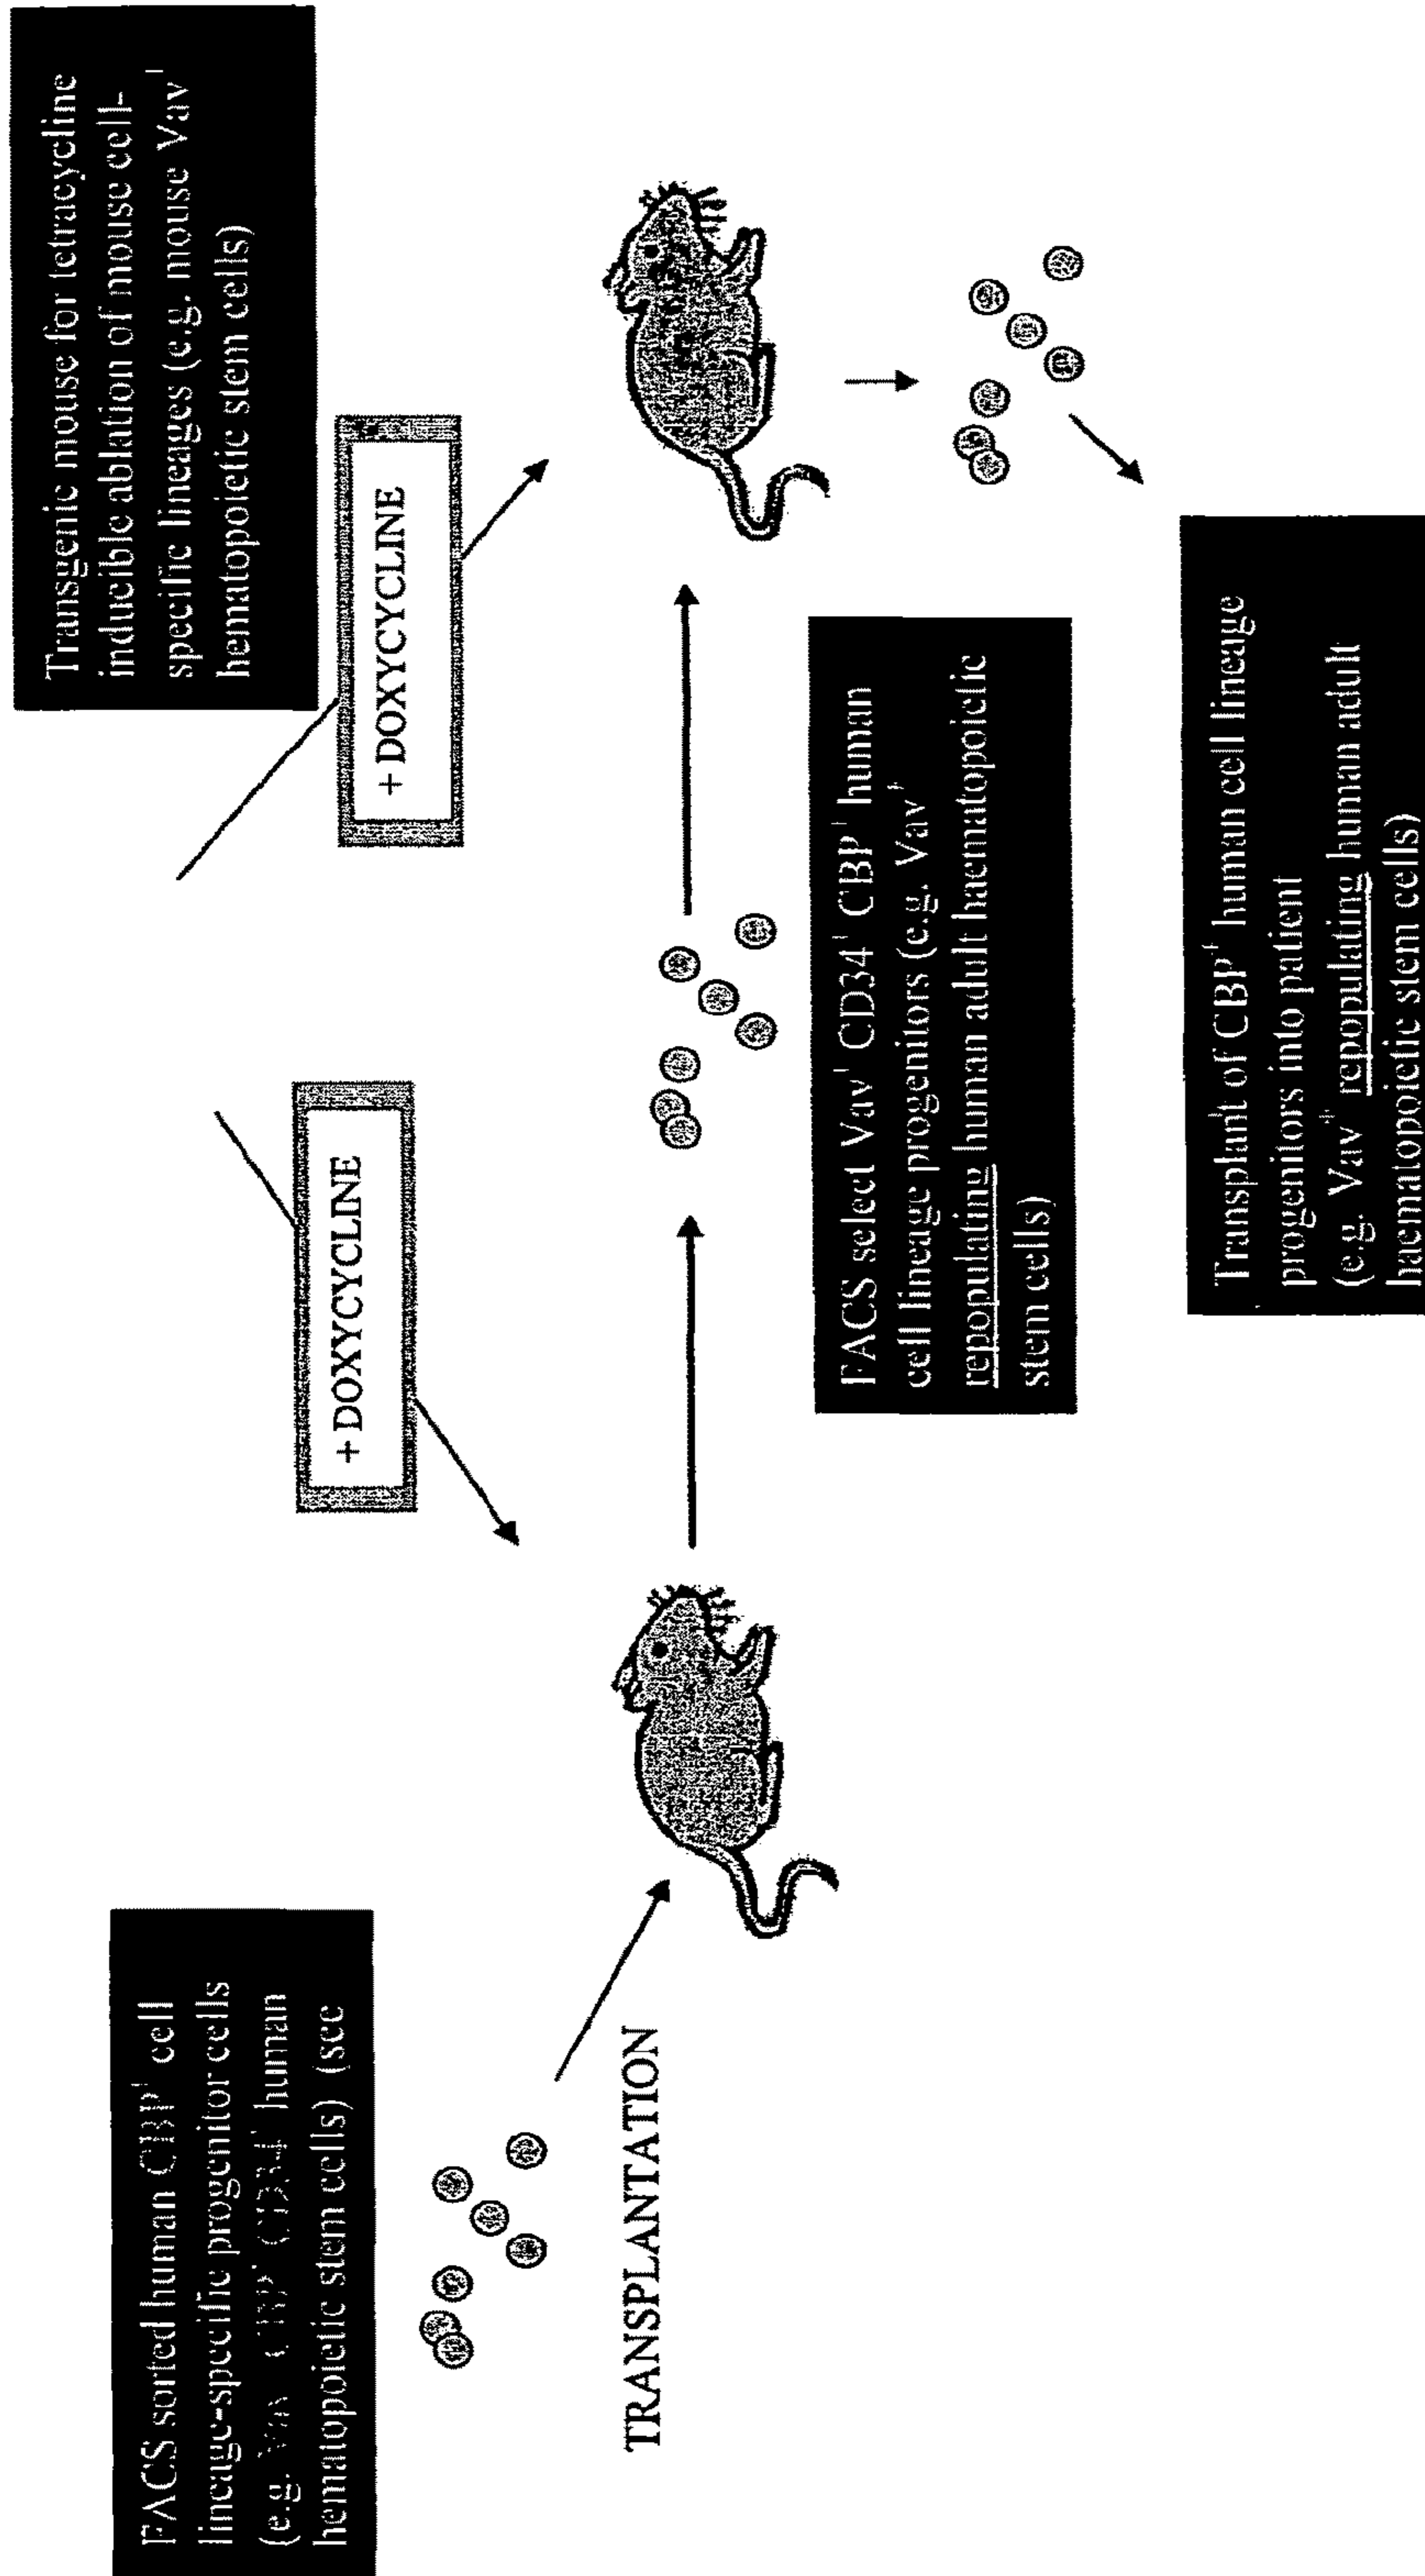 Transgenic mouse for tetracycline
inducible ablation of mouse cell-
specific lineages (e.g. mouse Vav⁺
hematopoietic stem cells)
+ DOXYCYCLINE
+ DOXYCYCLINE
FACS sorted human CBP⁺ cell
lineage-specific progenitor cells
(e.g. Vav⁺ CBP⁺ CD34⁺ human
hematopoietic stem cells) (see
TRANSPLANTATION
FACS select Vav⁺ CD34⁺ CBP⁺ human
cell lineage progenitors (e.g. Vav⁺
repopulating human adult haematopoietic
stem cells)
Transplant of CBP⁺ human cell lineage
progenitors into patient
(e.g. Vav⁺ repopulating human adult
haematopoietic stem cells)